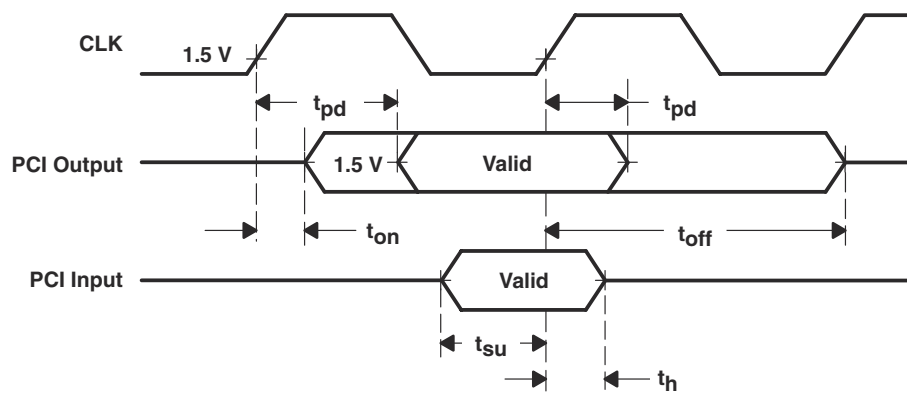 CLK
1.5 V
tpd
tpd
PCI Output
1.5 V
Valid
ton
toff
PCI Input
Valid
tsu
th